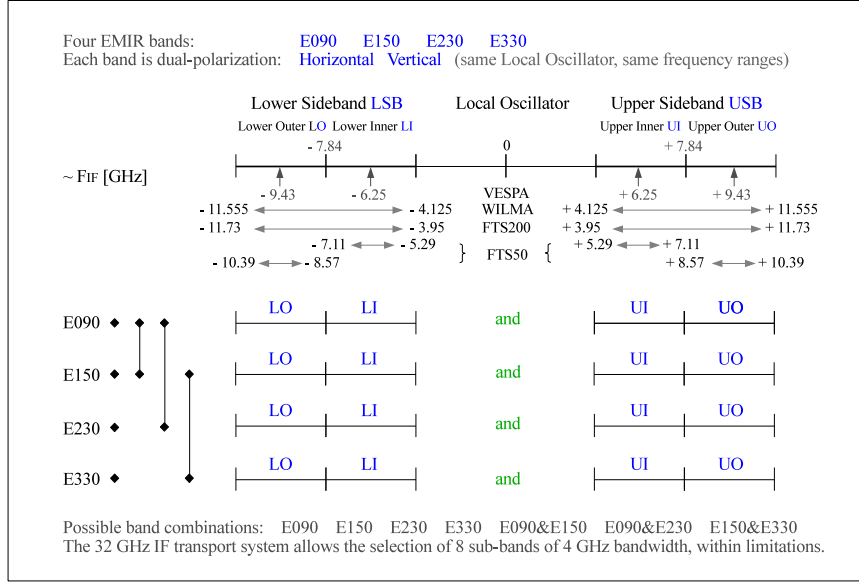 Four EMIR bands: E090 E150 E230 E330
Each band is dual-polarization: Horizontal Vertical (same Local Oscillator, same frequency ranges)
Lower Sideband LSB Local Oscillator Upper Sideband USB
Lower Outer LO Lower Inner LI Upper Inner UI Upper Outer UO
- 7.84 0 + 7.84
~ FIF [GHz]
- 9.43 - 6.25 VESPA + 6.25 + 9.43
- 11.555 - 4.125 WILMA + 4.125 + 11.555
- 11.73 - 3.95 FTS200 + 3.95 + 11.73
- 7.11 - 5.29 } FTS50 { + 5.29 + 7.11
- 10.39 - 8.57 + 8.57 + 10.39
E090 LO LI and UI UO
E150 LO LI and UI UO
E230 LO LI and UI UO
E330 LO LI and UI UO
Possible band combinations: E090 E150 E230 E330 E090&E150 E090&E230 E150&E330
The 32 GHz IF transport system allows the selection of 8 sub-bands of 4 GHz bandwidth, within limitations.